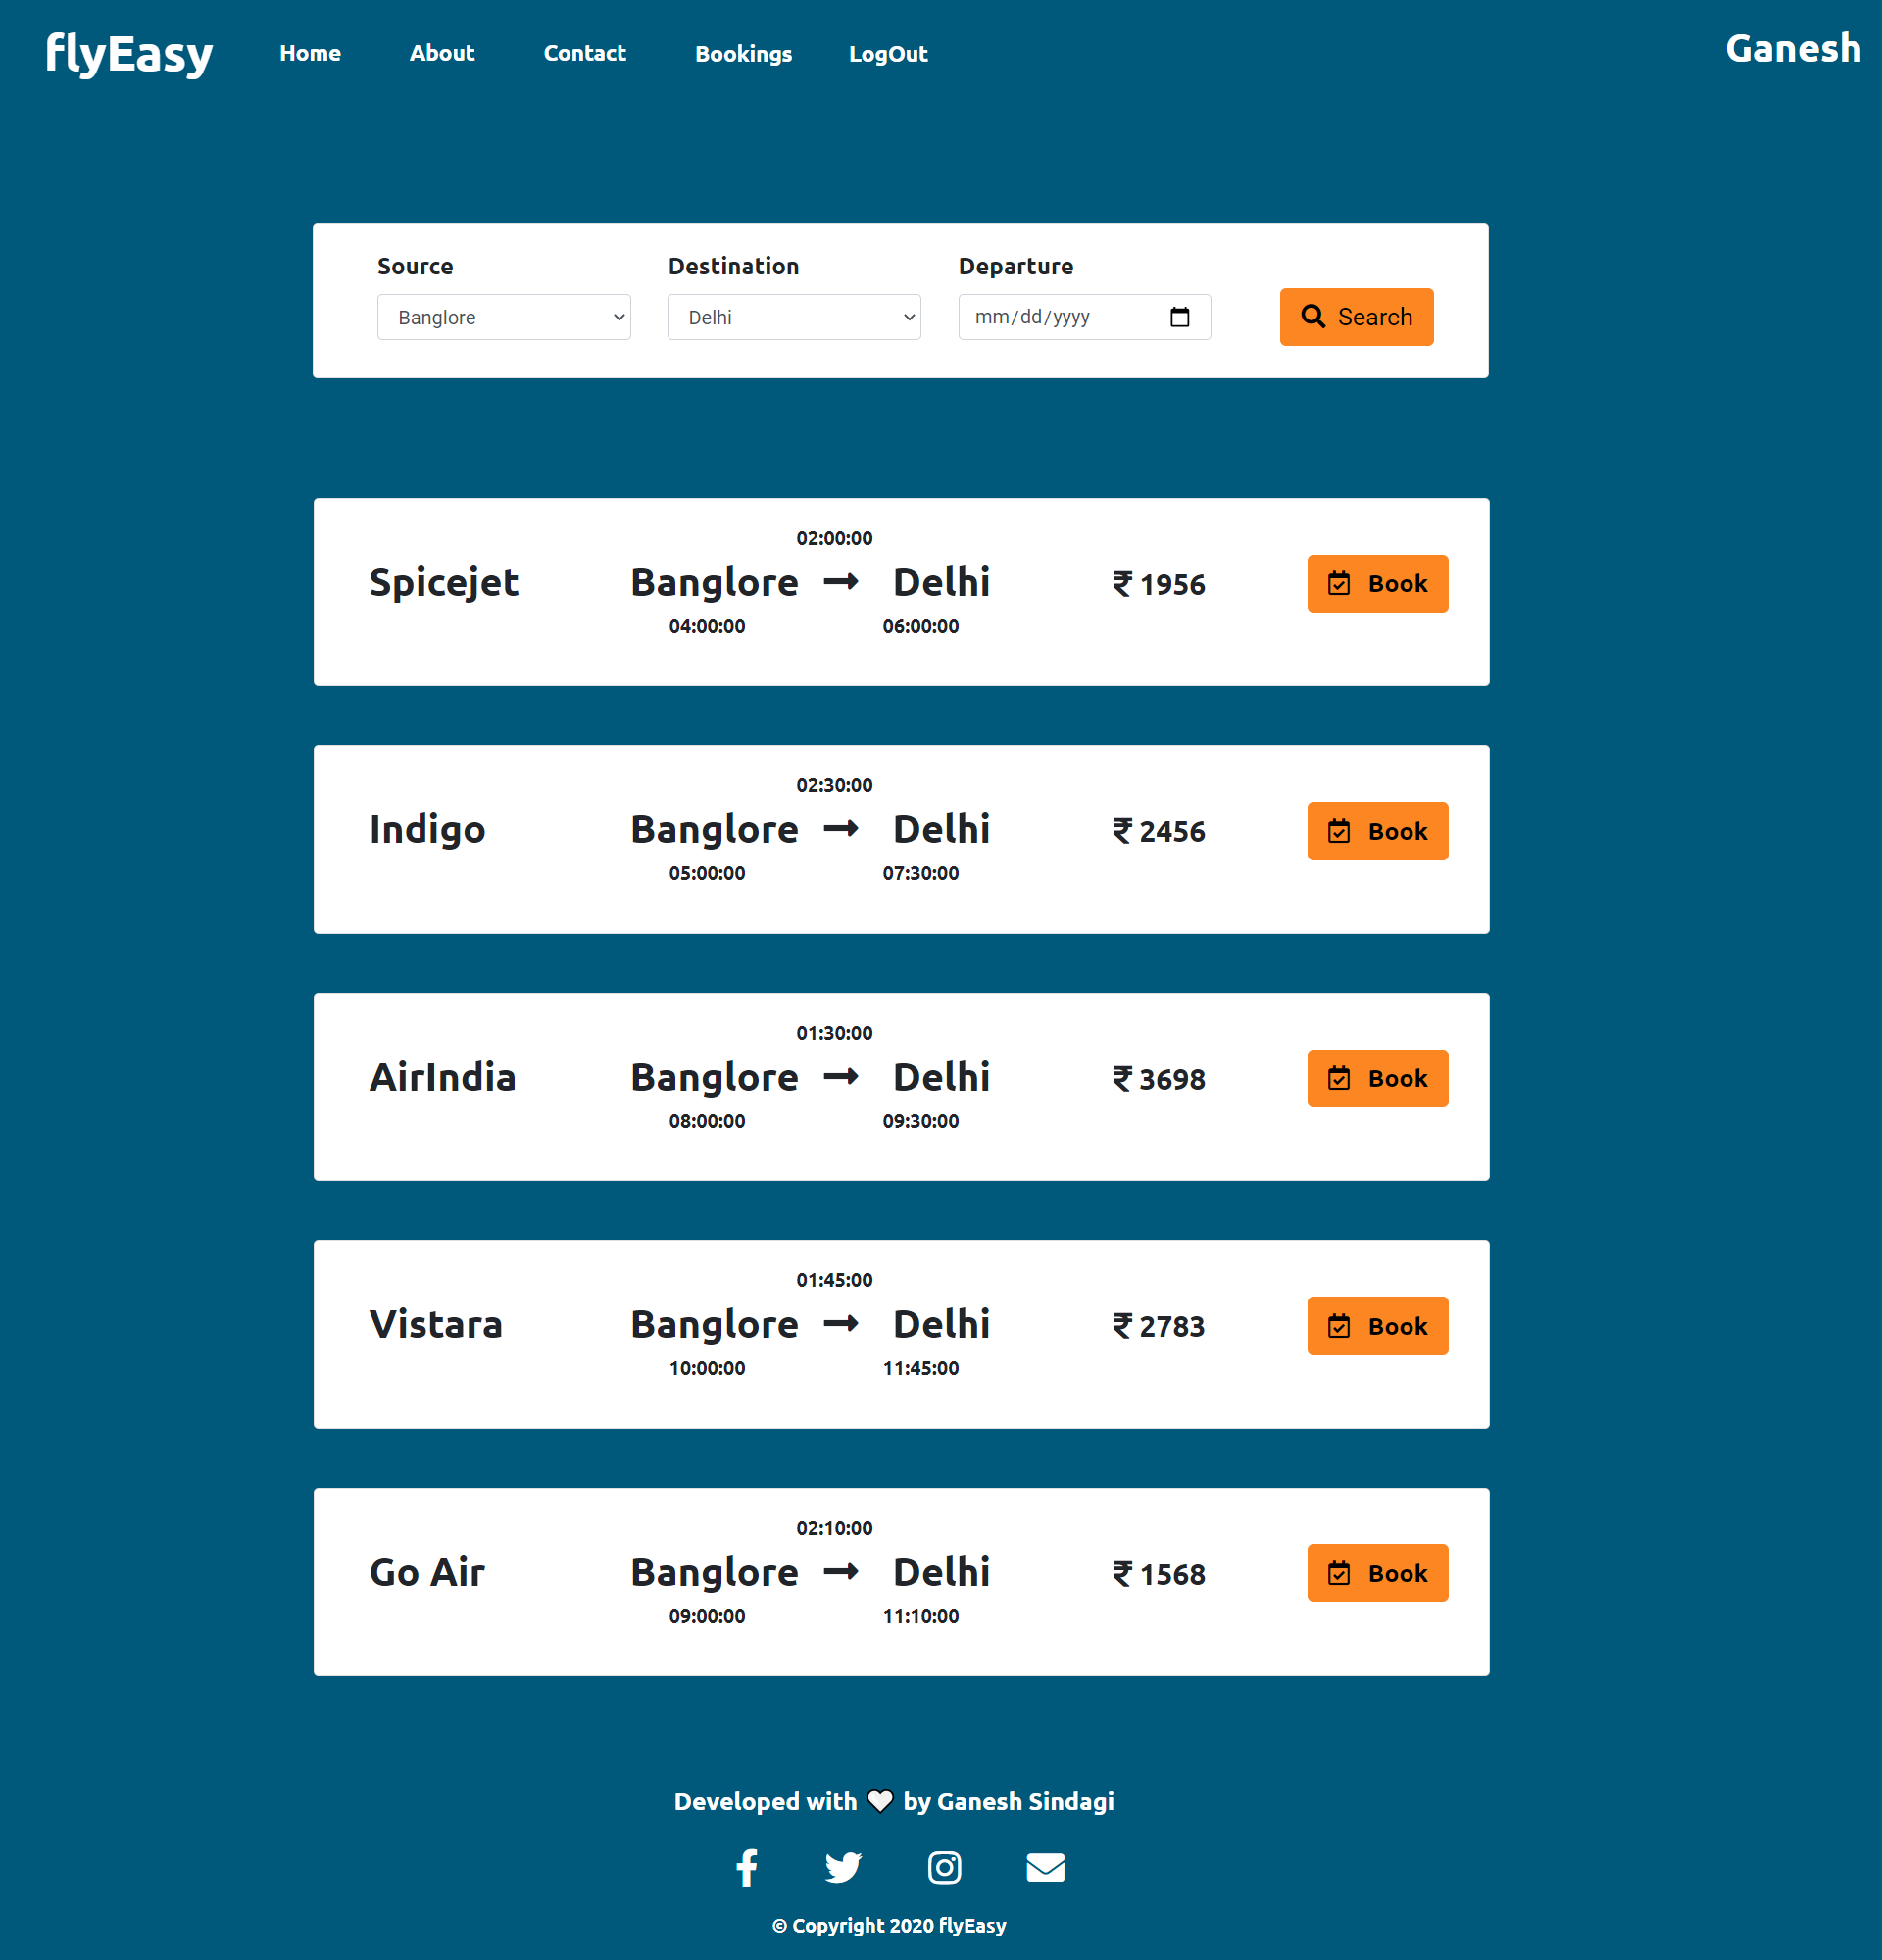 flyEasy Home About Contact Bookings LogOut Ganesh
Source Destination Departure
Banglore Delhi mm/dd/yyyy Search
02:00:00
Spicejet Banglore Delhi ₹ 1956 Book
04:00:00 06:00:00
02:30:00
Indigo Banglore Delhi ₹ 2456 Book
05:00:00 07:30:00
01:30:00
AirIndia Banglore Delhi ₹ 3698 Book
08:00:00 09:30:00
01:45:00
Vistara Banglore Delhi ₹ 2783 Book
10:00:00 11:45:00
02:10:00
Go Air Banglore Delhi ₹ 1568 Book
09:00:00 11:10:00
Developed with by Ganesh Sindagi
© Copyright 2020 flyEasy